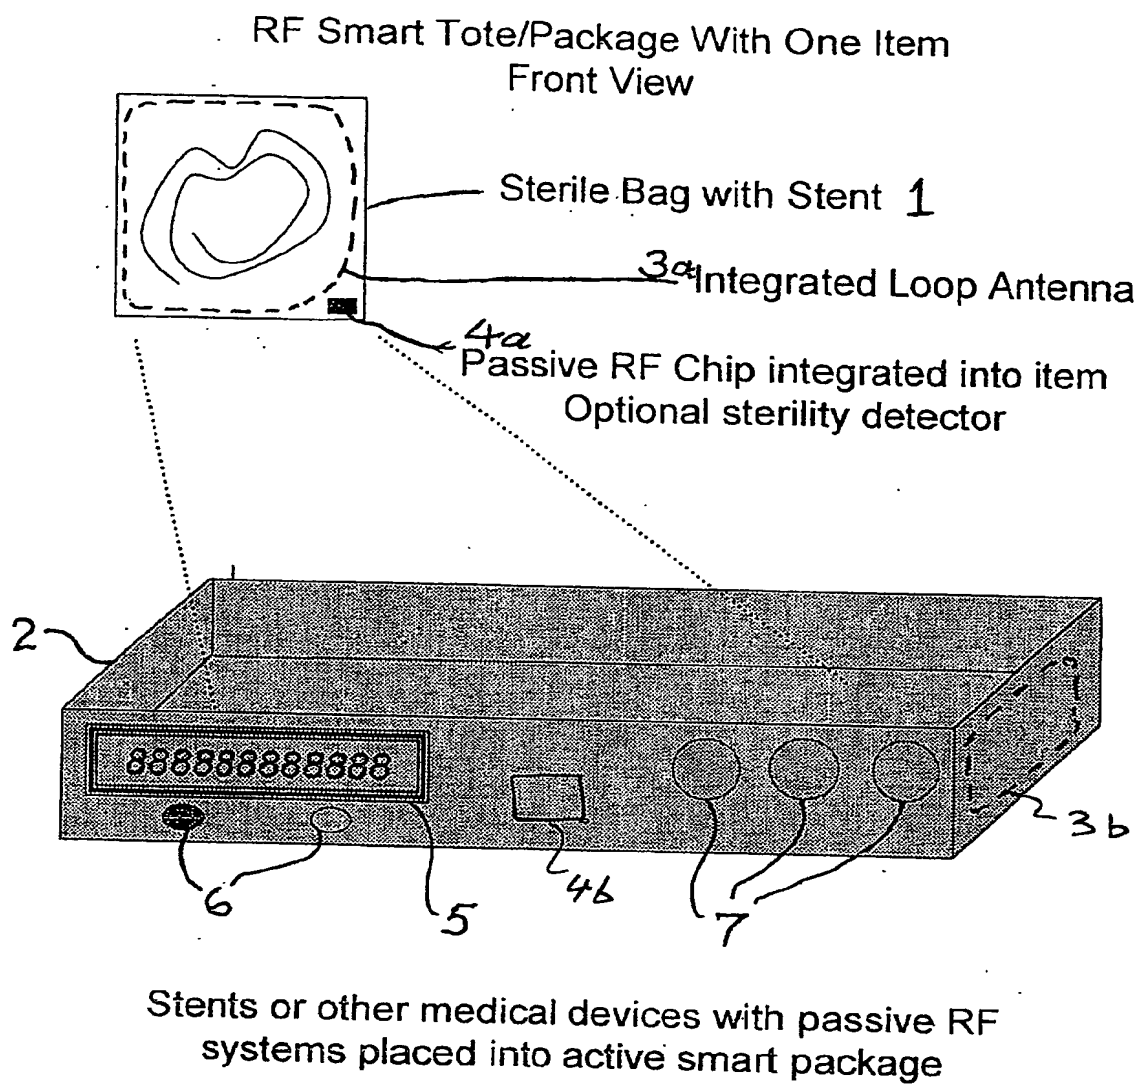 RF Smart Tote/Package With One Item
Front View
Sterile Bag with Stent 1
3a Integrated Loop Antenna
4a
Passive RF Chip integrated into item
Optional sterility detector
2
888888888888
3b
6
5
4b
7
Stents or other medical devices with passive RF
systems placed into active smart package